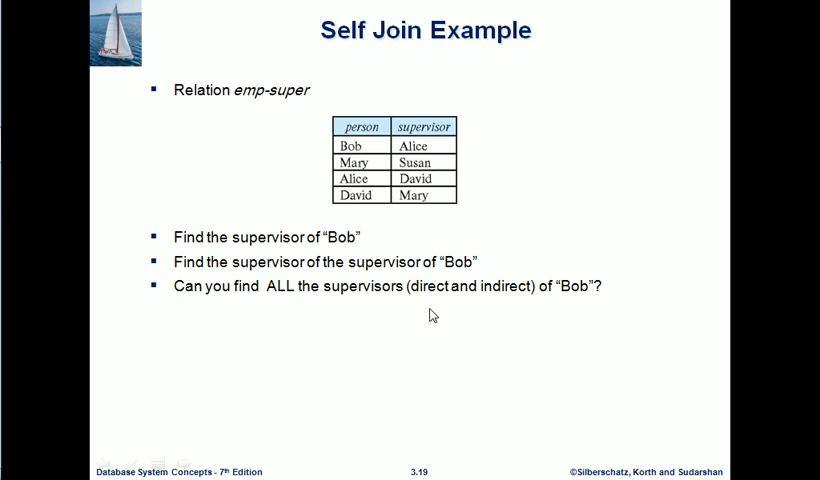 Self Join Example
▪ Relation emp-super
person supervisor
Bob Alice
Mary Susan
Alice David
David Mary
▪ Find the supervisor of “Bob”
▪ Find the supervisor of the supervisor of “Bob”
▪ Can you find ALL the supervisors (direct and indirect) of “Bob”?
Database System Concepts - 7th Edition 3.19 ©Silberschatz, Korth and Sudarshan